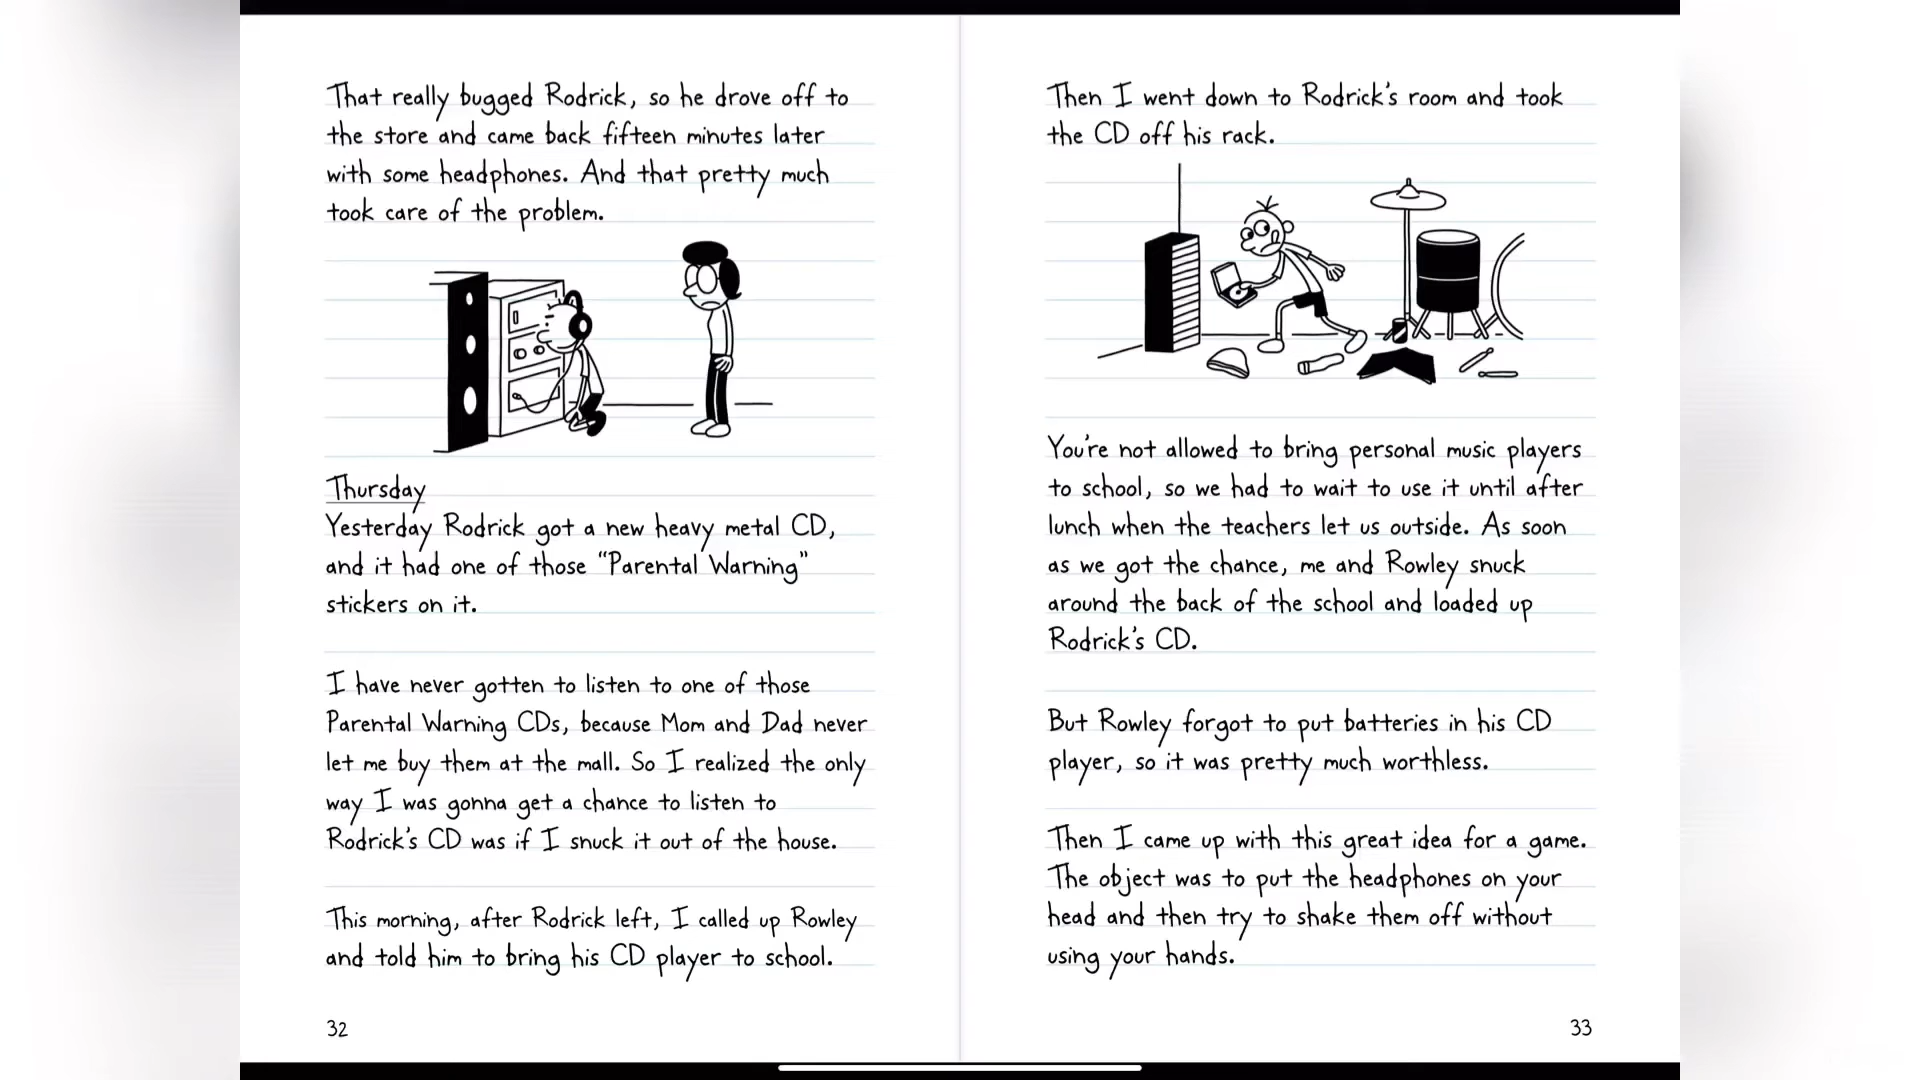 That really bugged Rodrick, so he drove off to
the store and came back fifteen minutes later
with some headphones. And that pretty much
took care of the problem.
Thursday
Yesterday Rodrick got a new heavy metal CD,
and it had one of those “Parental Warning”
stickers on it.
I have never gotten to listen to one of those
Parental Warning CDs, because Mom and Dad never
let me buy them at the mall. So I realized the only
way I was gonna get a chance to listen to
Rodrick's CD was if I snuck it out of the house.
This morning, after Rodrick left, I called up Rowley
and told him to bring his CD player to school.
32
Then I went down to Rodrick's room and took
the CD off his rack.
You're not allowed to bring personal music players
to school, so we had to wait to use it until after
lunch when the teachers let us outside. As soon
as we got the chance, me and Rowley snuck
around the back of the school and loaded up
Rodrick's CD.
But Rowley forgot to put batteries in his CD
player, so it was pretty much worthless.
Then I came up with this great idea for a game.
The object was to put the headphones on your
head and then try to shake them off without
using your hands.
33